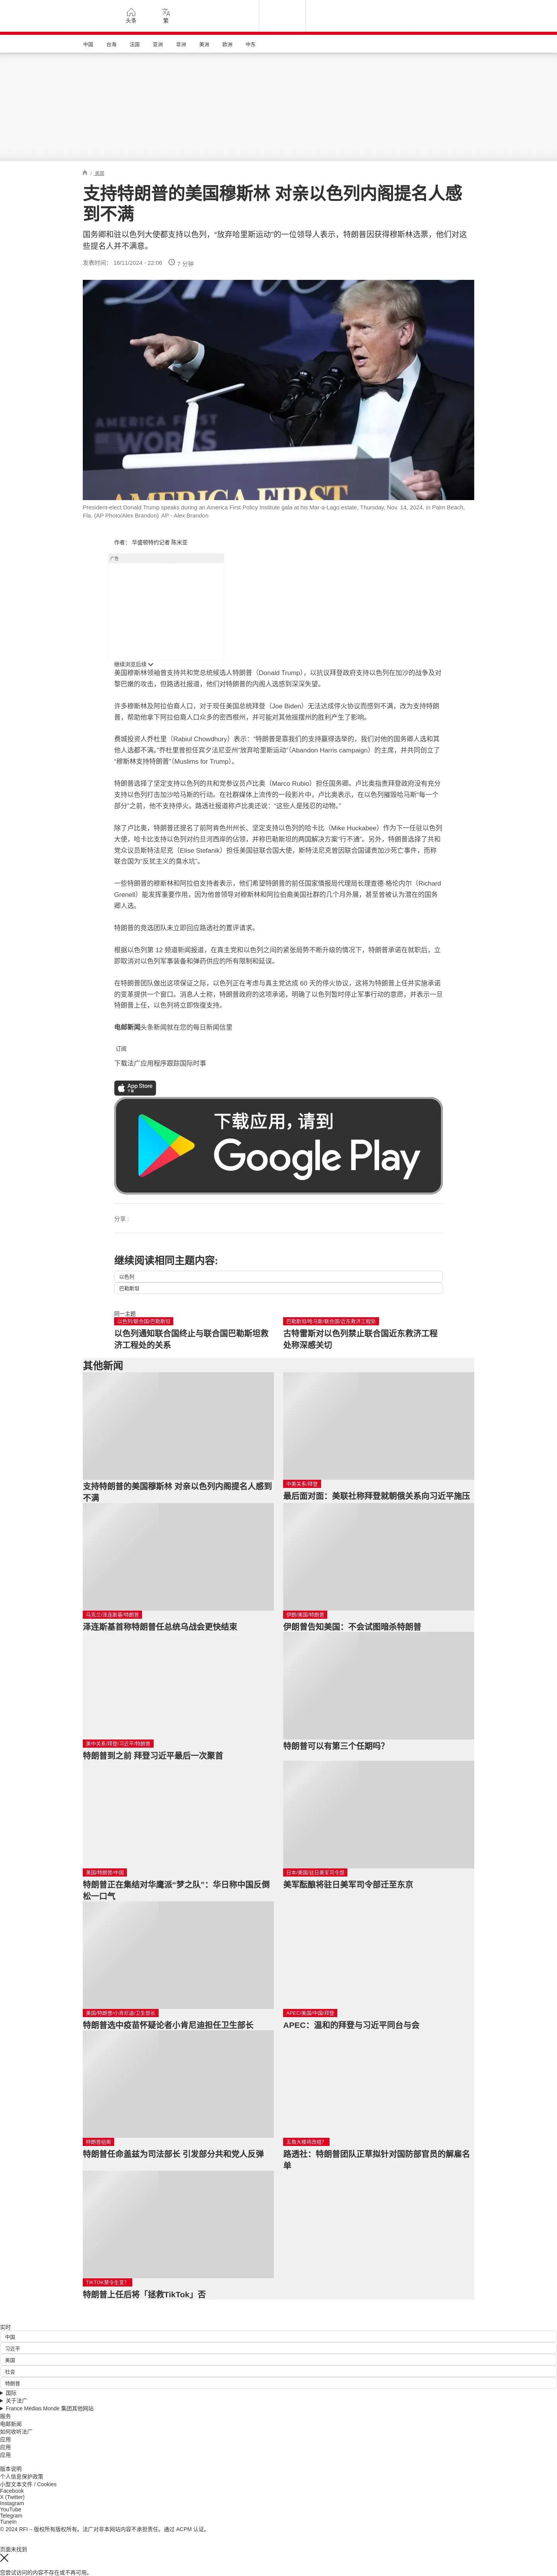 头条
繁
中国
台海
法国
亚洲
非洲
美洲
欧洲
中东
/ 美国
支持特朗普的美国穆斯林 对亲以色列内阁提名人感
到不满
国务卿和驻以色列大使都支持以色列，“放弃哈里斯运动”的一位领导人表示，特朗普因获得穆斯林选票，他们对这
些提名人并不满意。
发表时间： 16/11/2024 - 22:06 7 分钟
AMERICA FIRST WORKS
AMERICA FIRST
President-elect Donald Trump speaks during an America First Policy Institute gala at his Mar-a-Lago estate, Thursday, Nov. 14, 2024, in Palm Beach,
Fla. (AP Photo/Alex Brandon) AP - Alex Brandon
作者： 华盛顿特约记者 陈米亚
广告
继续浏览后续
美国穆斯林领袖曾支持共和党总统候选人特朗普（Donald Trump），以抗议拜登政府支持以色列在加沙的战争及对
黎巴嫩的攻击，但路透社报道，他们对特朗普的内阁人选感到深深失望。
许多穆斯林及阿拉伯裔人口，对于现任美国总统拜登（Joe Biden）无法达成停火协议而感到不满，改为支持特朗
普，帮助他拿下阿拉伯裔人口众多的密西根州，并可能对其他摇摆州的胜利产生了影响。
费城投资人乔杜里（Rabiul Chowdhury）表示：“特朗普是靠我们的支持赢得选举的，我们对他的国务卿人选和其
他人选都不满。”乔杜里曾担任宾夕法尼亚州“放弃哈里斯运动”（Abandon Harris campaign）的主席，并共同创立了
“穆斯林支持特朗普”（Muslims for Trump）。
特朗普选择了坚定支持以色列的共和党参议员卢比奥（Marco Rubio）担任国务卿。卢比奥指责拜登政府没有充分
支持以色列打击加沙哈马斯的行动。在社群媒体上流传的一段影片中，卢比奥表示，在以色列摧毁哈马斯“每一个
部分”之前，他不支持停火。路透社报道称卢比奥还说：“这些人是残忍的动物。”
除了卢比奥，特朗普还提名了前阿肯色州州长、坚定支持以色列的哈卡比（Mike Huckabee）作为下一任驻以色列
大使，哈卡比支持以色列对约旦河西岸的佔领，并称巴勒斯坦的两国解决方案“行不通”。另外，特朗普选择了共和
党众议员斯特法尼克（Elise Stefanik）担任美国驻联合国大使，斯特法尼克曾因联合国谴责加沙死亡事件，而称
联合国为“反犹主义的臭水坑”。
一些特朗普的穆斯林和阿拉伯支持者表示，他们希望特朗普的前任国家情报局代理局长理查德·格伦内尔（Richard
Grenell）能发挥重要作用，因为他曾领导对穆斯林和阿拉伯裔美国社群的几个月外展，甚至曾被认为潜在的国务
卿人选。
特朗普的竞选团队未立即回应路透社的置评请求。
根据以色列第 12 频道新闻报道，在真主党和以色列之间的紧张局势不断升级的情况下，特朗普承诺在就职后，立
即取消对以色列军事装备和弹药供应的所有限制和延误。
在特朗普团队做出这项保证之际，以色列正在考虑与真主党达成 60 天的停火协议，这将为特朗普上任并实施承诺
的变革提供一个窗口。消息人士称，特朗普政府的这项承诺，明确了以色列暂时停止军事行动的意愿，并表示一旦
特朗普上任，以色列将立即恢复支持。
电邮新闻头条新闻就在您的每日新闻信里
订阅
下载法广应用程序跟踪国际时事
App Store
下载
下载应用，请到
Google Play
分享 :
继续阅读相同主题内容:
以色列
巴勒斯坦
同一主题
以色列/联合国/巴勒斯坦
以色列通知联合国终止与联合国巴勒斯坦救
济工程处的关系
巴勒斯坦/哈马斯/联合国/近东救济工程处
古特雷斯对以色列禁止联合国近东救济工程
处称深感关切
其他新闻
支持特朗普的美国穆斯林 对亲以色列内阁提名人感到
不满
中美关系/拜登
最后面对面：美联社称拜登就朝俄关系向习近平施压
乌克兰/泽连斯基/特朗普
泽连斯基首称特朗普任总统乌战会更快结束
伊朗/美国/特朗普
伊朗曾告知美国：不会试图暗杀特朗普
美中关系/拜登/习近平/特朗普
特朗普到之前 拜登习近平最后一次聚首
特朗普可以有第三个任期吗？
美国/特朗普/中国
特朗普正在集结对华鹰派“梦之队”：华日称中国反倒
松一口气
日本/美国/驻日美军司令部
美军酝酿将驻日美军司令部迁至东京
美国/特朗普/小肯尼迪/卫生部长
特朗普选中疫苗怀疑论者小肯尼迪担任卫生部长
APEC/美国/中国/拜登
APEC：温和的拜登与习近平同台与会
特朗普组阁
特朗普任命盖兹为司法部长 引发部分共和党人反弹
五角大楼将改组？
路透社：特朗普团队正草拟针对国防部官员的解雇名
单
TIKTOK禁令生变？
特朗普上任后将「拯救TikTok」否
实时
中国
习近平
美国
社会
特朗普
国际
关于法广
France Médias Monde 集团其他网站
服务
电邮新闻
如何收听法广
应用
应用
应用
版本说明
个人信息保护政策
小型文本文件 / Cookies
Facebook
X (Twitter)
Instagram
YouTube
Telegram
TuneIn
© 2024 RFI – 版权所有版权所有。法广对非本网站内容不承担责任。通过 ACPM 认证。
页面未找到
您尝试访问的内容不存在或不再可用。